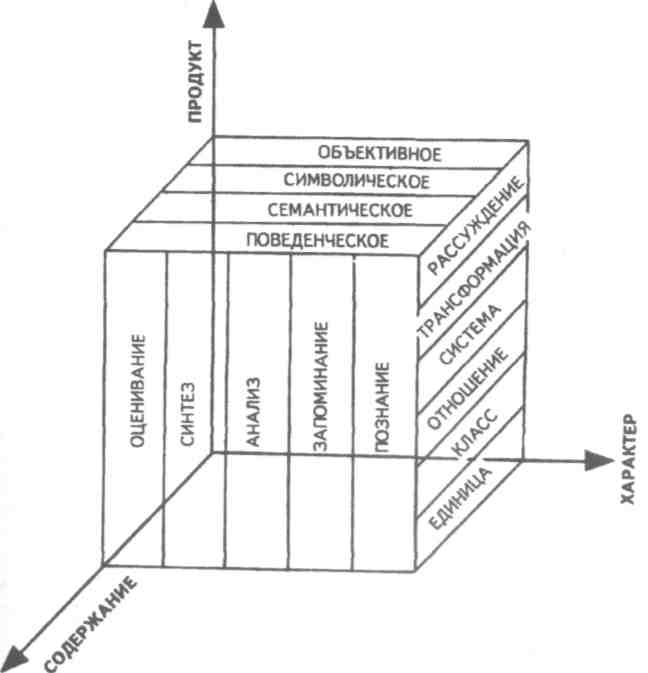 ПРОДУКТ
ОБЪЕКТИВНОЕ
СИМВОЛИЧЕСКОЕ
СЕМАНТИЧЕСКОЕ
ПОВЕДЕНЧЕСКОЕ
ОЦЕНИВАНИЕ
СИНТЕЗ
АНАЛИЗ
ЗАПОМИНАНИЕ
ПОЗНАНИЕ
РАССУЖДЕНИЕ
ТРАНСФОРМАЦИЯ
СИСТЕМА
ОТНОШЕНИЕ
КЛАСС
ЕДИНИЦА
ХАРАКТЕР
СОДЕРЖАНИЕ